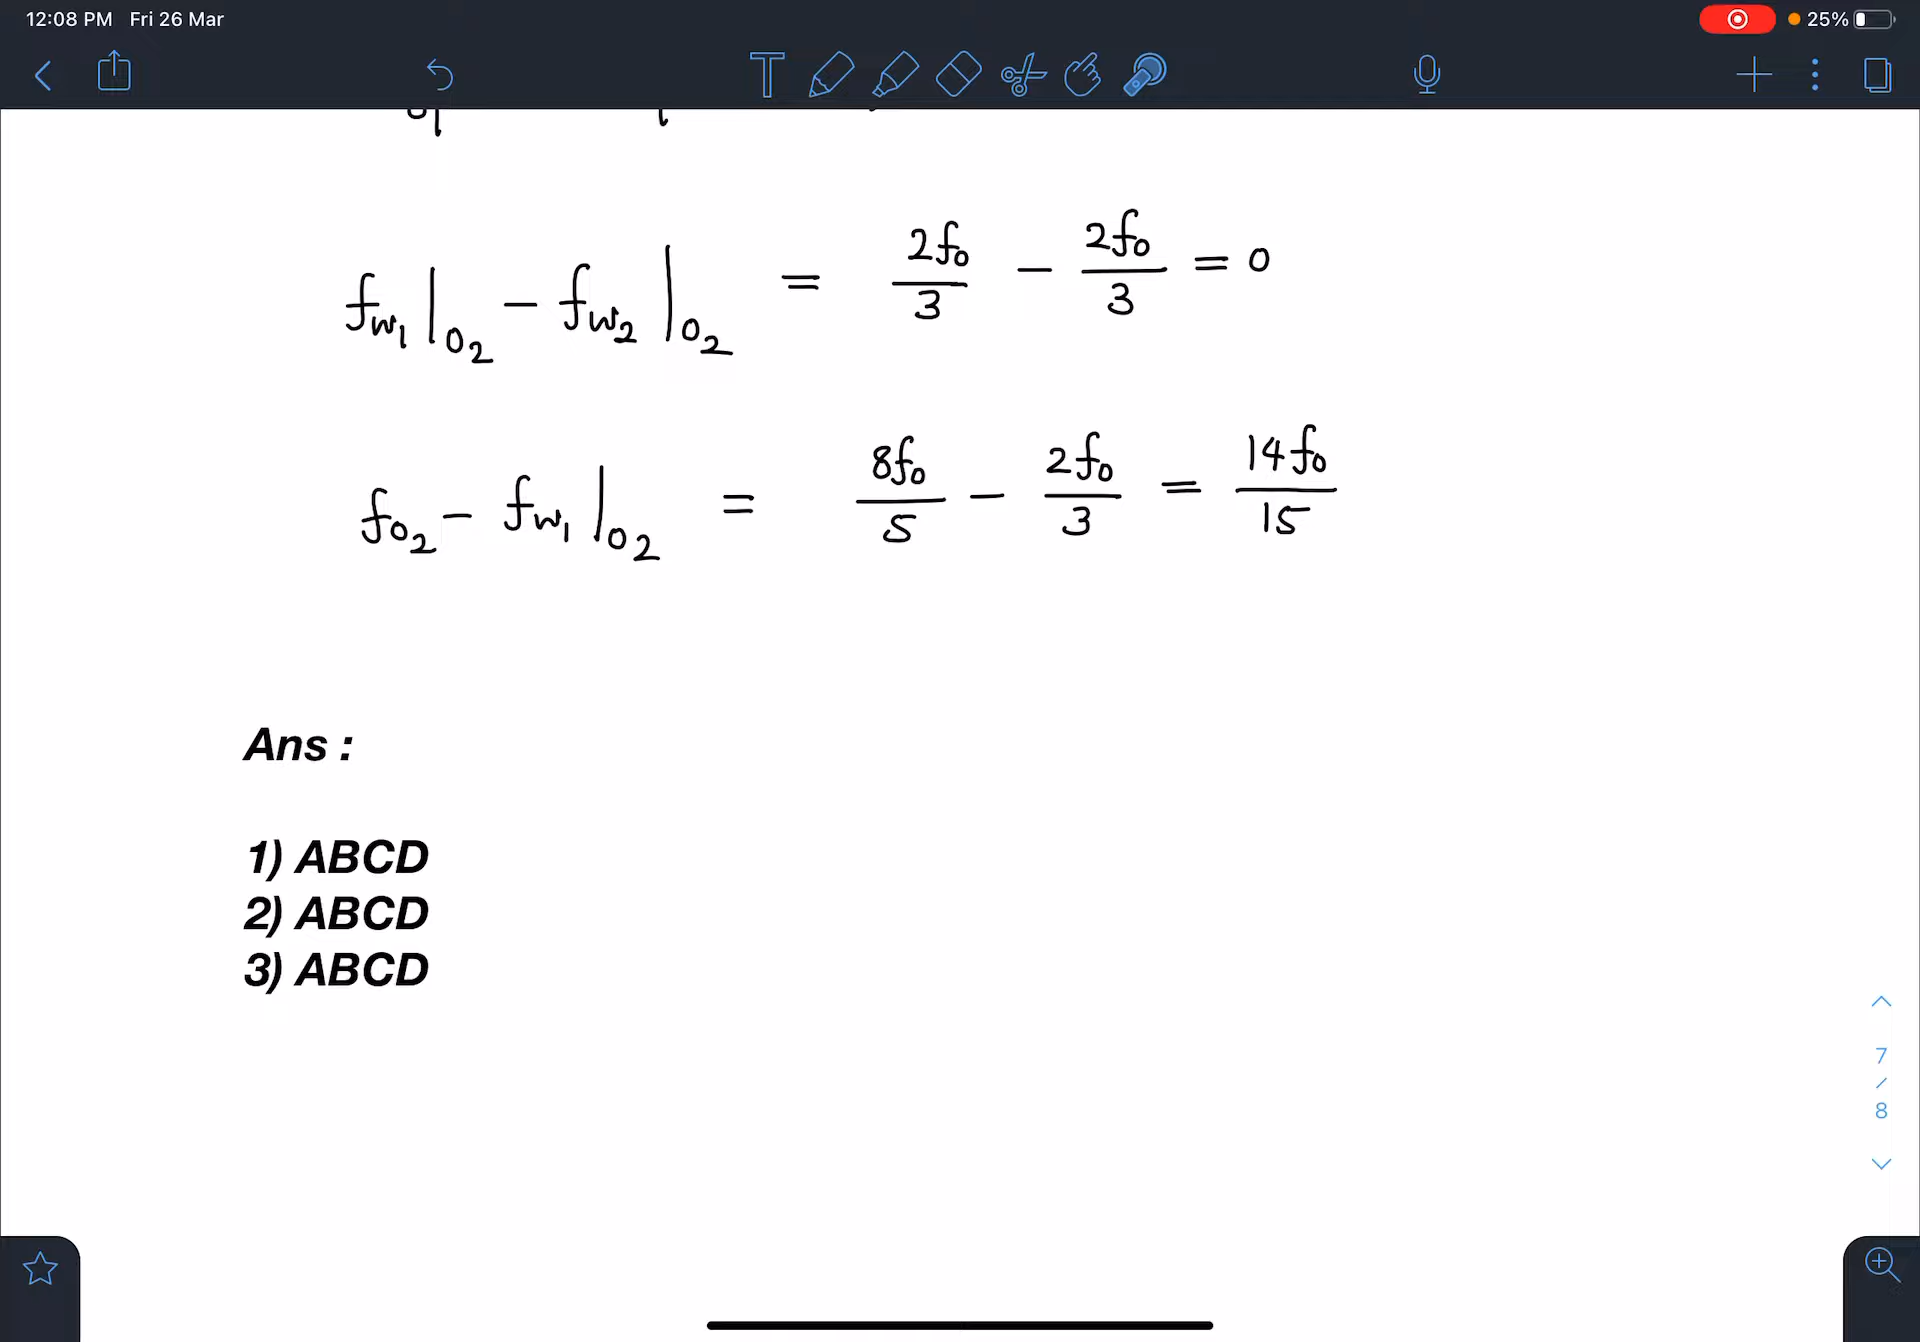 12:08 PM Fri 26 Mar
25%
T
f_{w_1}|_{O_2} - f_{w_2}|_{O_2} = 2f_0/3 - 2f_0/3 = 0
f_{O_2} - f_{w_1}|_{O_2} = 8f_0/5 - 2f_0/3 = 14f_0/15
Ans :
1) ABCD
2) ABCD
3) ABCD
7
/
8